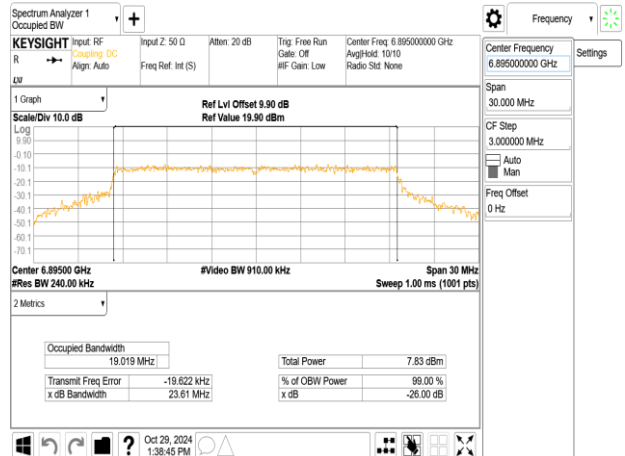 Spectrum Analyzer 1
Occupied BW
Frequency
KEYSIGHT
R
LXI
Input: RF
Coupling: DC
Align: Auto
Input Z: 50 Ω
Freq Ref: Int (S)
Atten: 20 dB
Trig: Free Run
Gate: Off
#IF Gain: Low
Center Freq: 6.895000000 GHz
Avg|Hold: 10/10
Radio Std: None
Center Frequency
6.895000000 GHz
Settings
Span
30.000 MHz
CF Step
3.000000 MHz
Auto
Man
Freq Offset
0 Hz
1 Graph
Scale/Div 10.0 dB
Ref Lvl Offset 9.90 dB
Ref Value 19.90 dBm
Log
9.90
-0.10
-10.1
-20.1
-30.1
-40.1
-50.1
-60.1
-70.1
Center 6.89500 GHz
#Video BW 910.00 kHz
Span 30 MHz
#Res BW 240.00 kHz
Sweep 1.00 ms (1001 pts)
2 Metrics
Occupied Bandwidth
19.019 MHz
Total Power 7.83 dBm
Transmit Freq Error -19.622 kHz
% of OBW Power 99.00 %
x dB Bandwidth 23.61 MHz
x dB -26.00 dB
?
Oct 29, 2024
1:38:45 PM